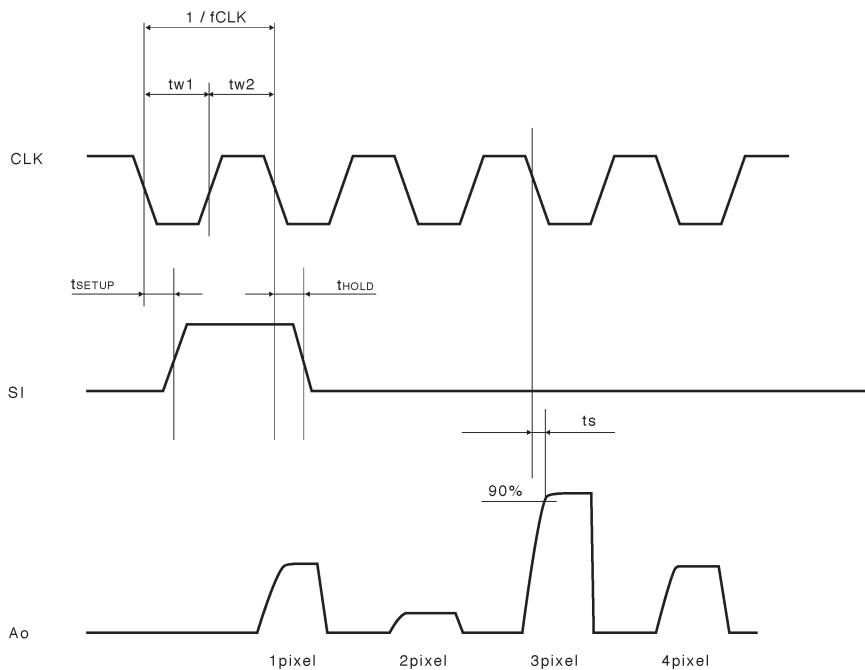 1 / fCLK
tw1 tw2
CLK
tSETUP tHOLD
SI
ts
90%
Ao
1pixel 2pixel 3pixel 4pixel